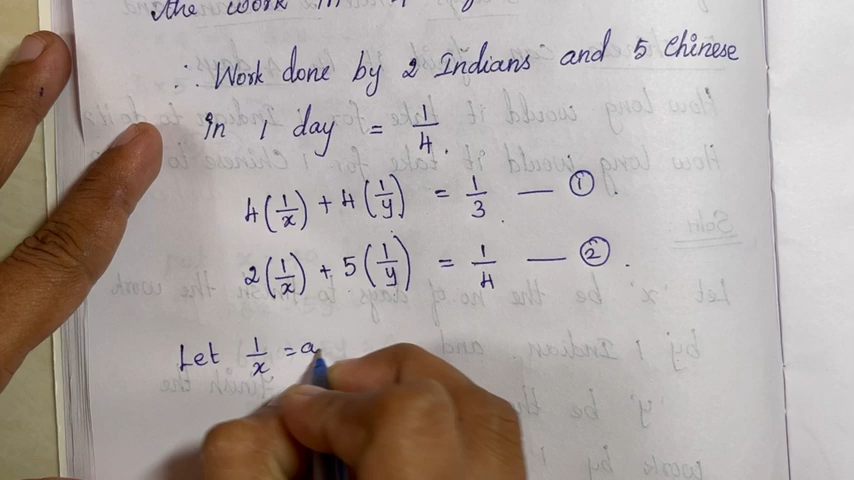 the work in
∴ Work done by 2 Indians and 5 Chinese
in 1 day = 1/4.
4(1/x) + 4(1/y) = 1/3 — ①.
2(1/x) + 5(1/y) = 1/4 — ②.
Let 1/x = a